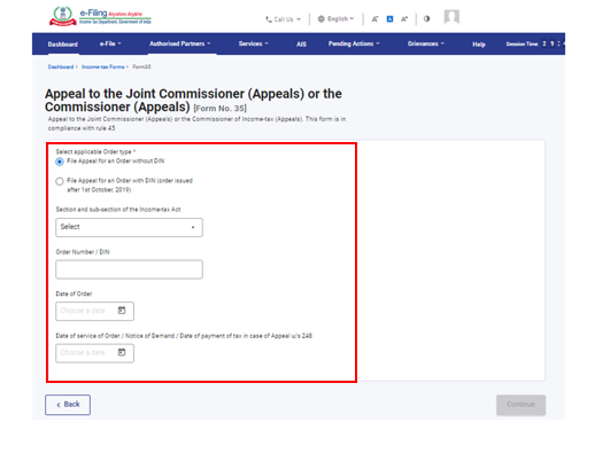 e-Filing Anywhere Anytime
Income Tax Department, Government of India
Call Us
English
A-
A
A+
Dashboard
e-File
Authorised Partners
Services
AIS
Pending Actions
Grievances
Help
Session Time 2 9 :
Dashboard › Income tax Forms › Form35
Appeal to the Joint Commissioner (Appeals) or the
Commissioner (Appeals) [Form No. 35]
Appeal to the Joint Commissioner (Appeals) or the Commissioner of Income-tax (Appeals). This form is in
compliance with rule 45
Select applicable Order type *
File Appeal for an Order without DIN
File Appeal for an Order with DIN (order issued
after 1st October, 2019)
Section and sub-section of the Income-tax Act
Select
Order Number / DIN
Date of Order
Choose a date
Date of service of Order / Notice of Demand / Date of payment of tax in case of Appeal u/s 248
Choose a date
‹ Back
Continue